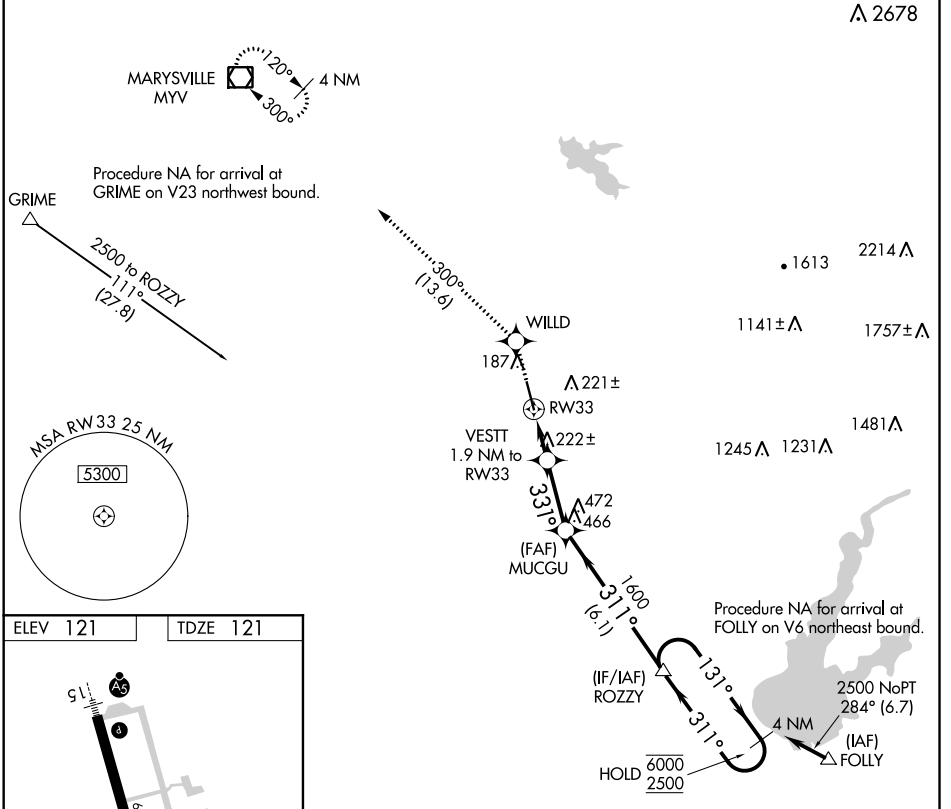 2678
MARYSVILLE
MYV
120°
4 NM
300°
Procedure NA for arrival at
GRIME on V23 northwest bound.
GRIME
2500 to ROZZY
111°
(27.8)
300°
(13.6)
1613
2214
WILLD
187
1141±
1757±
221±
RW33
MSA RW33 25 NM
5300
VESTT
1.9 NM to
RW33
222±
1245
1231
1481
331°
472
466
(FAF)
MUCGU
1600
311°
(6.1)
Procedure NA for arrival at
FOLLY on V6 northeast bound.
ELEV 121
TDZE 121
(IF/IAF)
ROZZY
131°
2500 NoPT
284° (6.7)
4 NM
(IAF)
FOLLY
311°
HOLD
6000
2500
15
A5